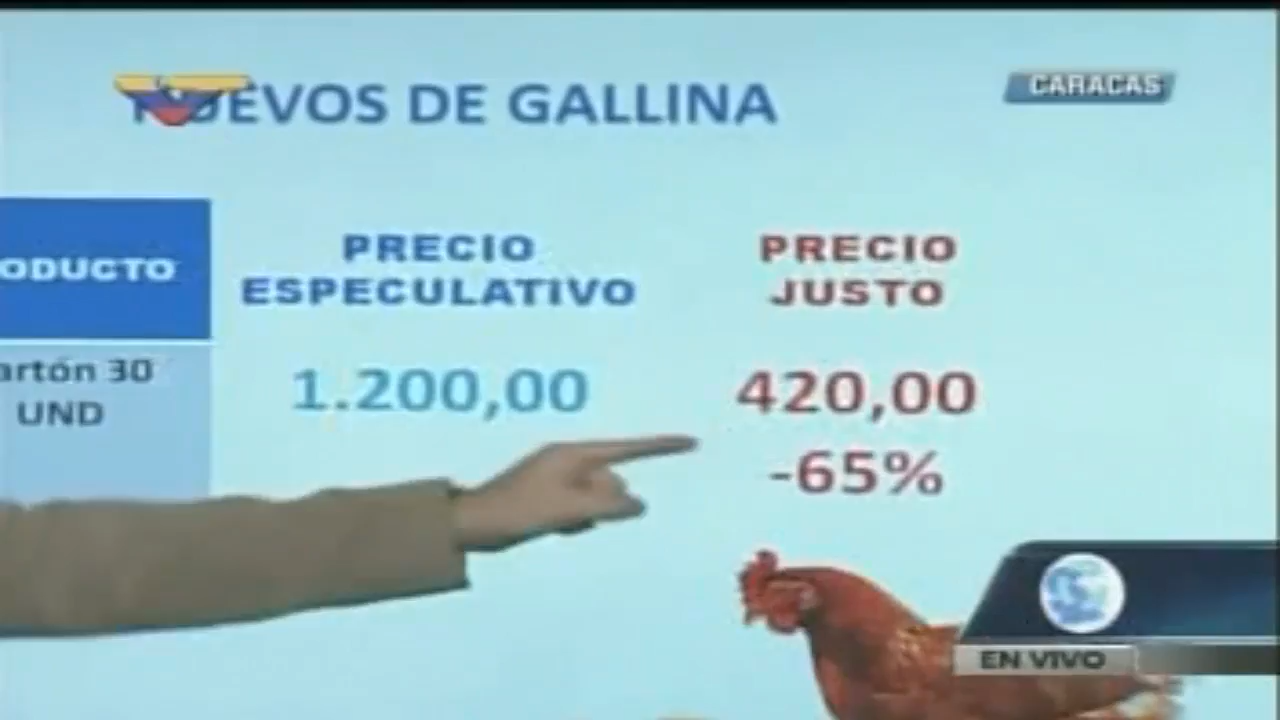 EVOS DE GALLINA
CARACAS
ODUCTO
PRECIO
ESPECULATIVO
PRECIO
JUSTO
artón 30
UND
1.200,00
420,00
-65%
EN VIVO